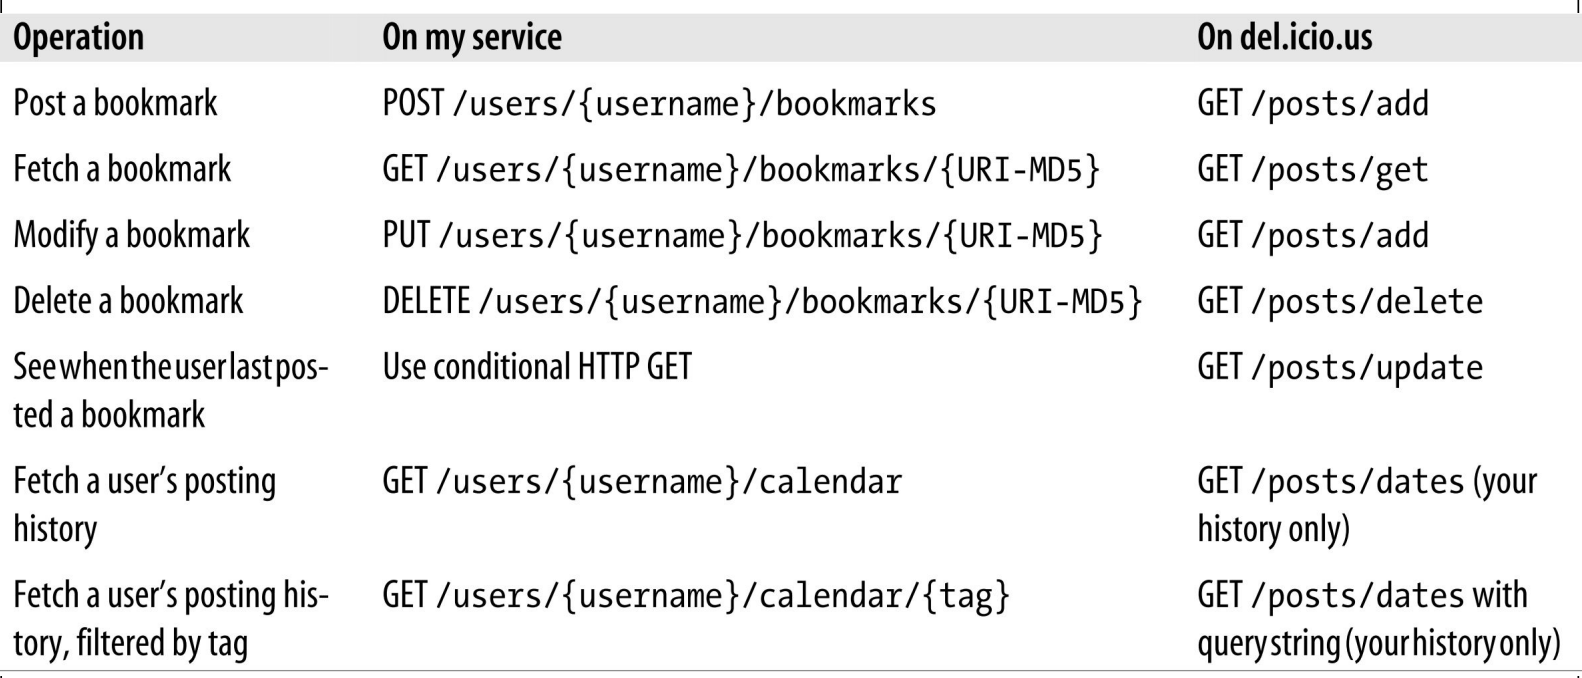 Operation On my service On del.icio.us
Post a bookmark POST /users/{username}/bookmarks GET /posts/add
Fetch a bookmark GET /users/{username}/bookmarks/{URI-MD5} GET /posts/get
Modify a bookmark PUT /users/{username}/bookmarks/{URI-MD5} GET /posts/add
Delete a bookmark DELETE /users/{username}/bookmarks/{URI-MD5} GET /posts/delete
See when the user last pos- Use conditional HTTP GET GET /posts/update
ted a bookmark
Fetch a user’s posting GET /users/{username}/calendar GET /posts/dates (your
history history only)
Fetch a user’s posting his- GET /users/{username}/calendar/{tag} GET /posts/dates with
tory, filtered by tag query string (your history only)